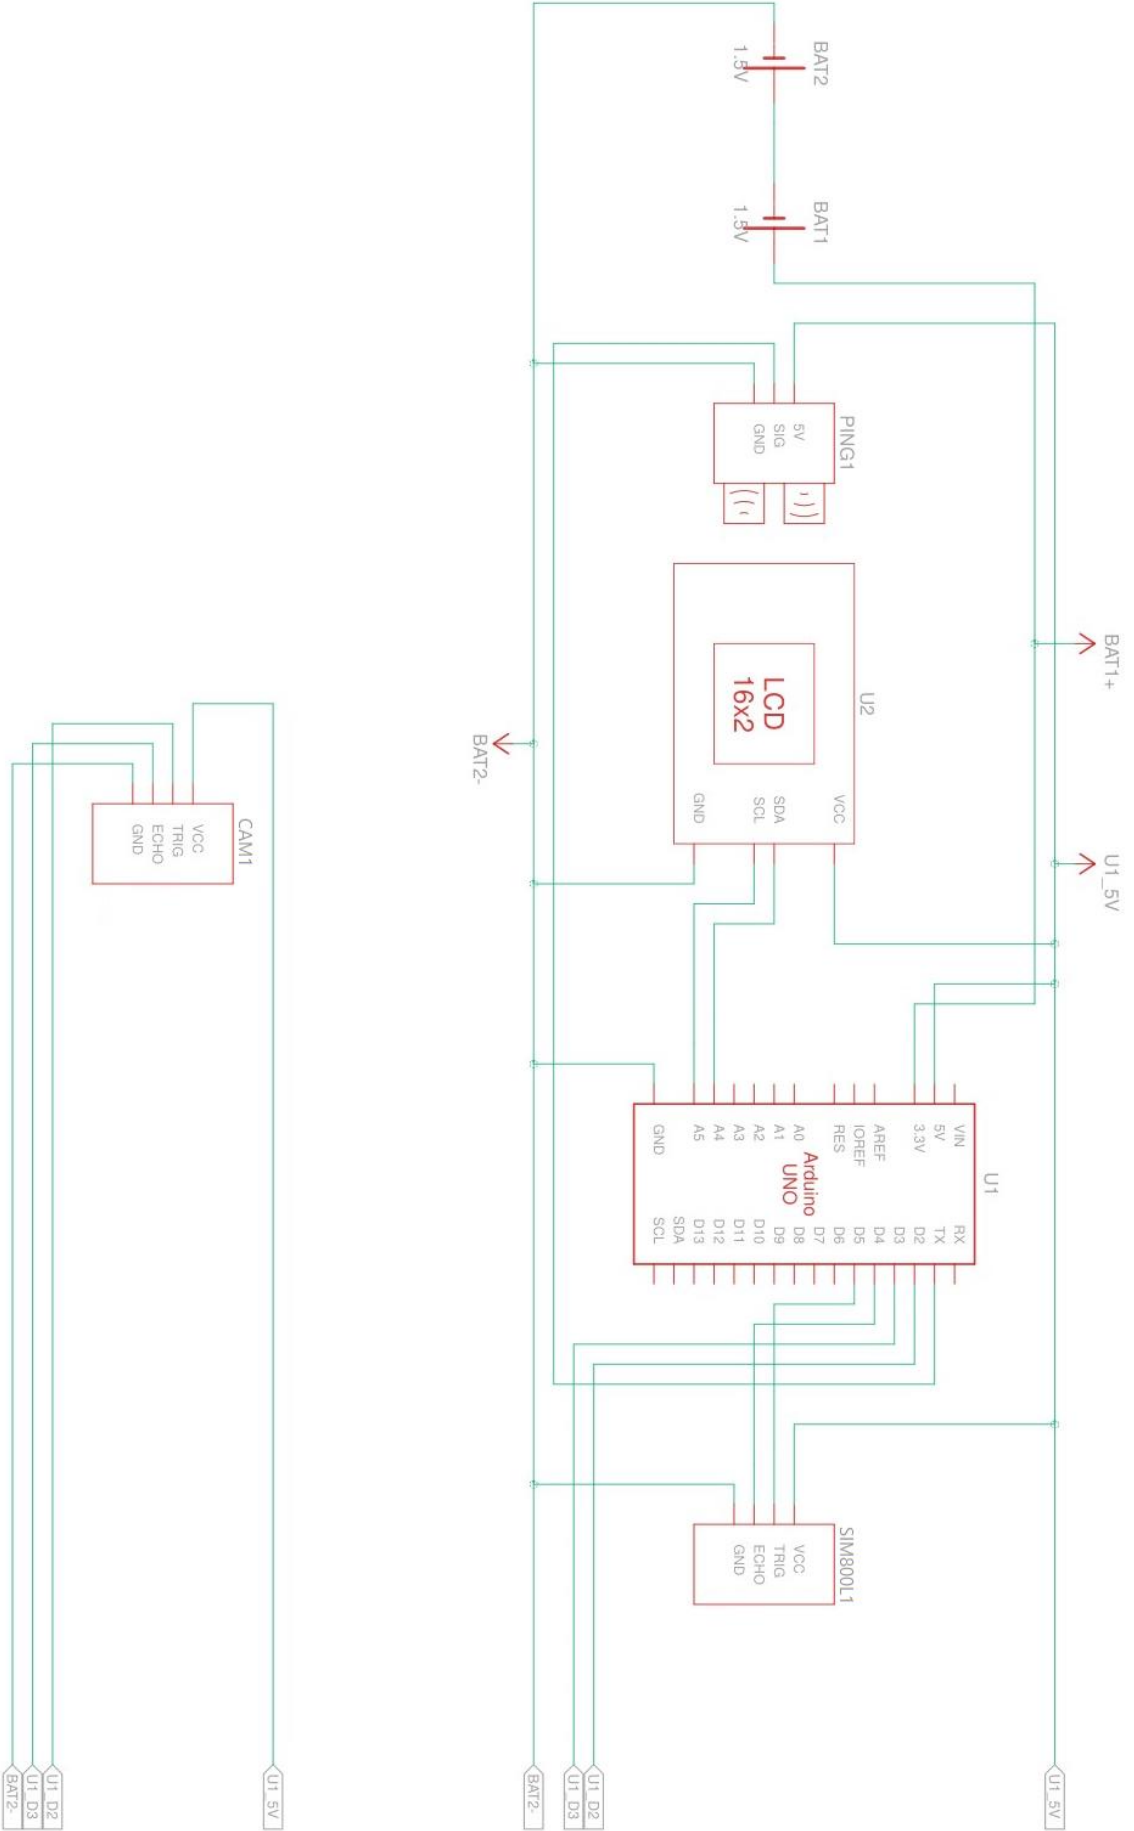 BAT2
1.5V
BAT1
1.5V
PING1
5V
SIG
GND
BAT1+
U2
LCD
16x2
VCC
SDA
SCL
GND
BAT2-
U1_5V
CAM1
VCC
TRIG
ECHO
GND
U1
Arduino
UNO
VIN
5V
3.3V
AREF
IOREF
RES
A0
A1
A2
A3
A4
A5
GND
RX
TX
D2
D3
D4
D5
D6
D7
D8
D9
D10
D11
D12
D13
SDA
SCL
SIM800L1
VCC
TRIG
ECHO
GND
U1_5V
U1_D2
U1_D3
BAT2-
U1_5V
U1_D2
U1_D3
BAT2-